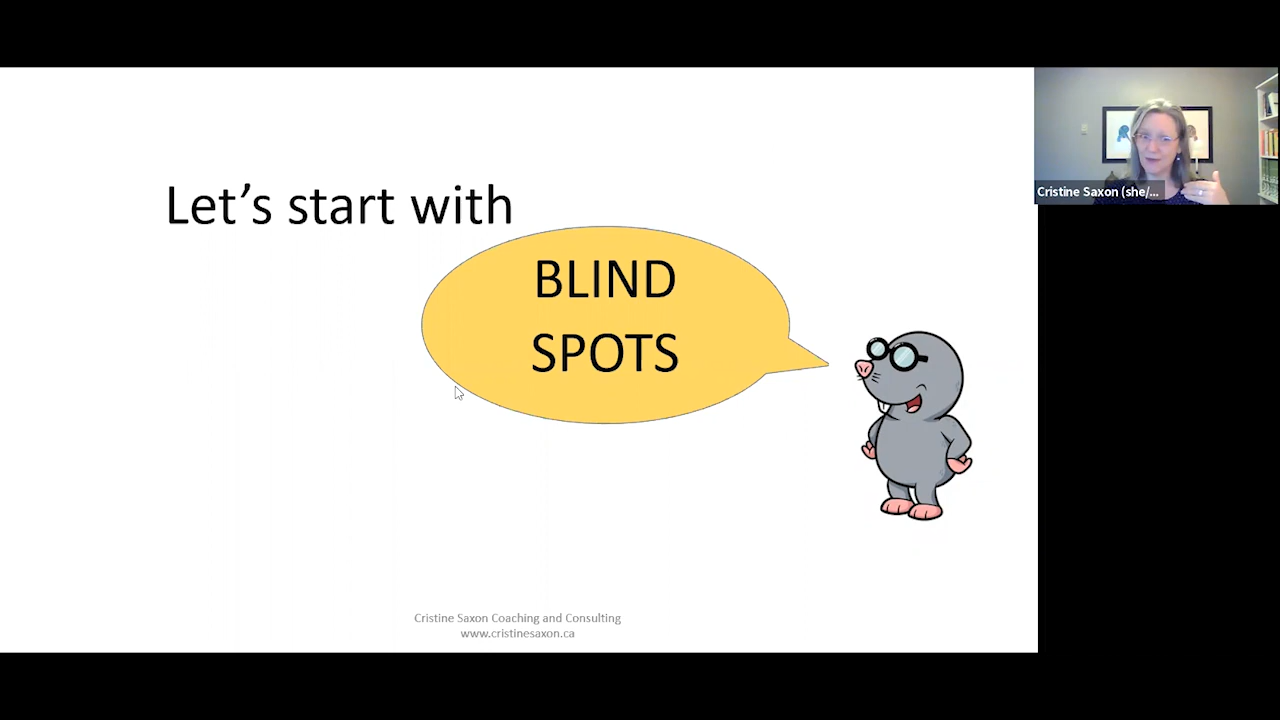 Let's start with
BLIND
SPOTS
Cristine Saxon (she/...
Cristine Saxon Coaching and Consulting
www.cristinesaxon.ca